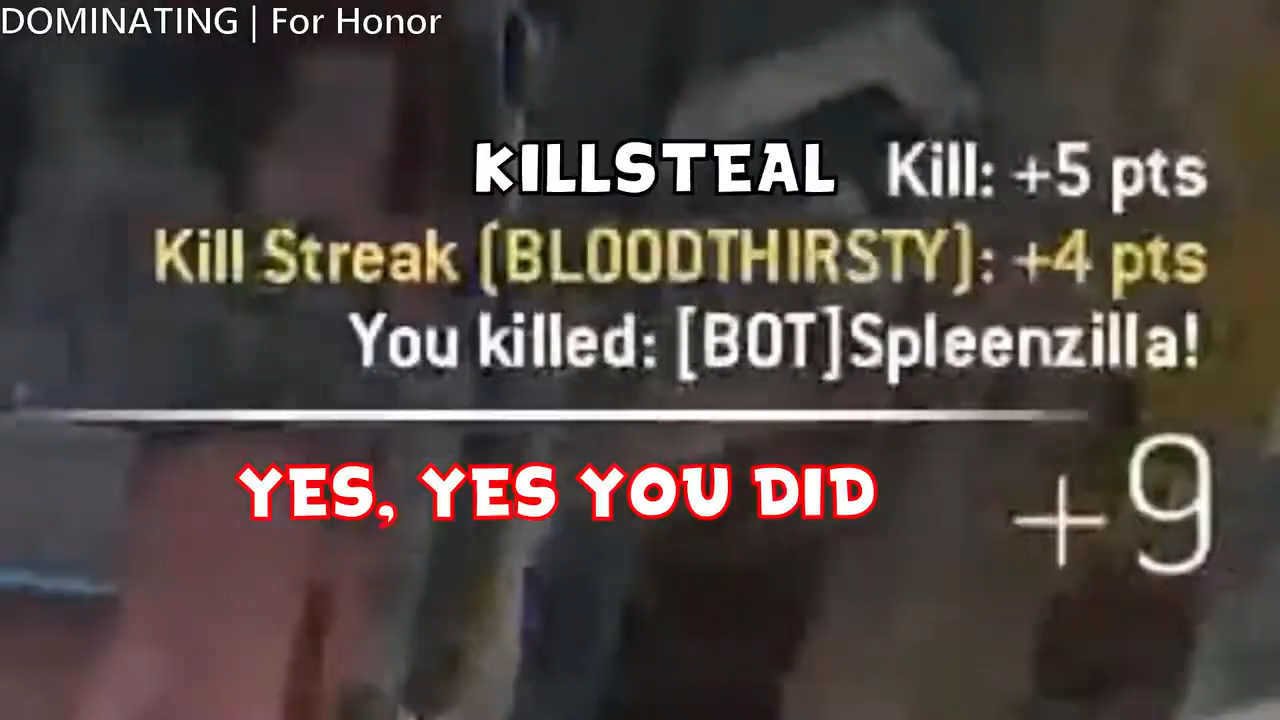 DOMINATING | For Honor
KILLSTEAL Kill: +5 pts
Kill Streak (BLOODTHIRSTY): +4 pts
You killed: [BOT]Spleenzilla!
YES, YES YOU DID
+9